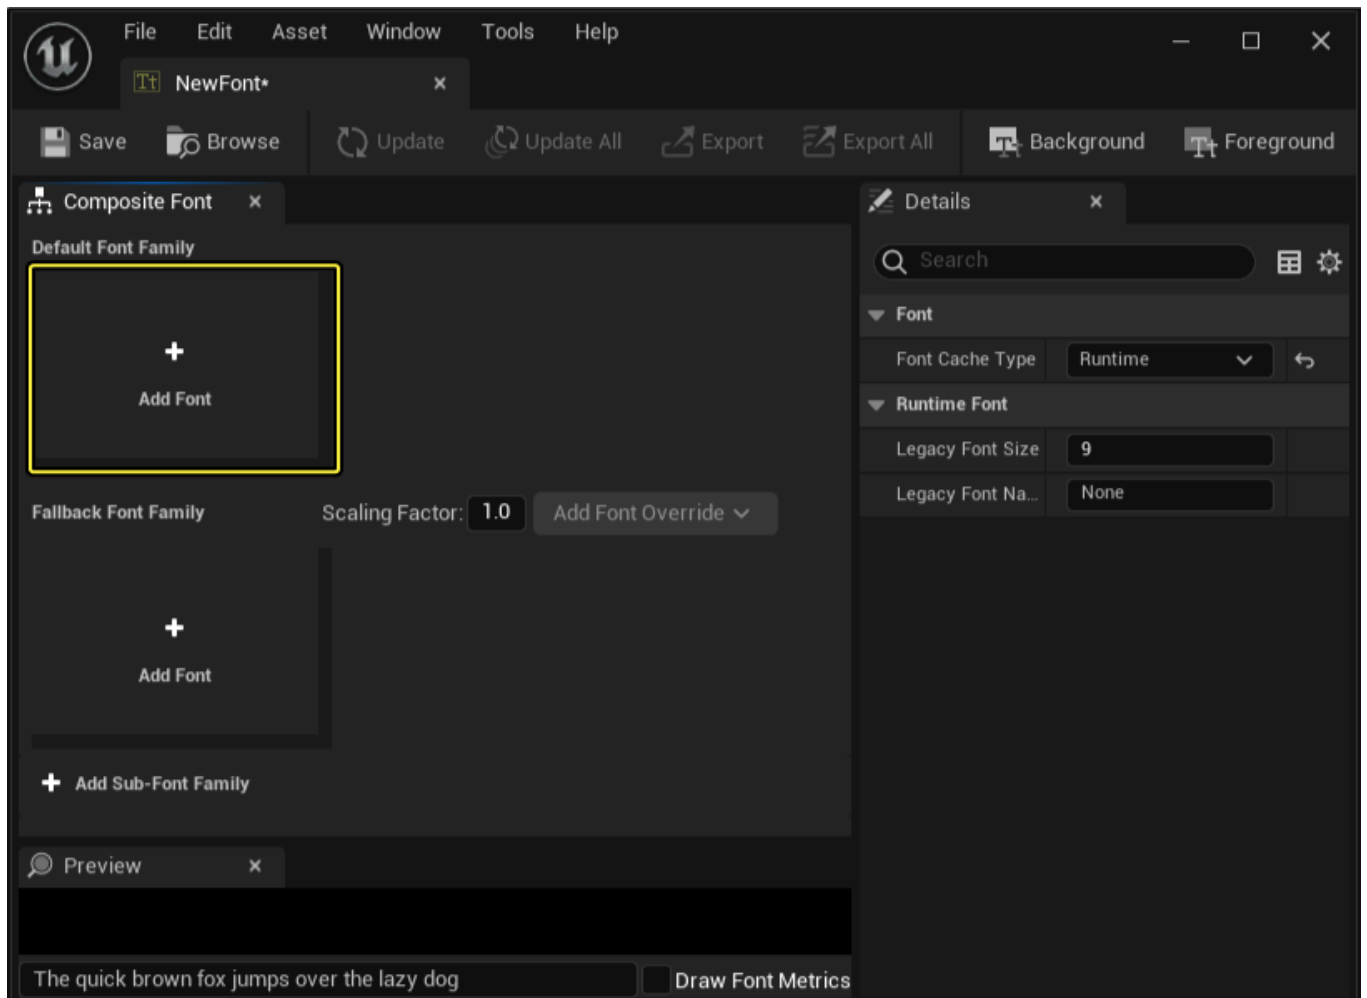 File Edit Asset Window Tools Help
Tt NewFont*
Save Browse Update Update All Export Export All Background Foreground
Composite Font
Default Font Family
Add Font
Fallback Font Family Scaling Factor: 1.0 Add Font Override
Add Font
Add Sub-Font Family
Preview
The quick brown fox jumps over the lazy dog Draw Font Metrics
Details
Search
Font
Font Cache Type Runtime
Runtime Font
Legacy Font Size 9
Legacy Font Na... None